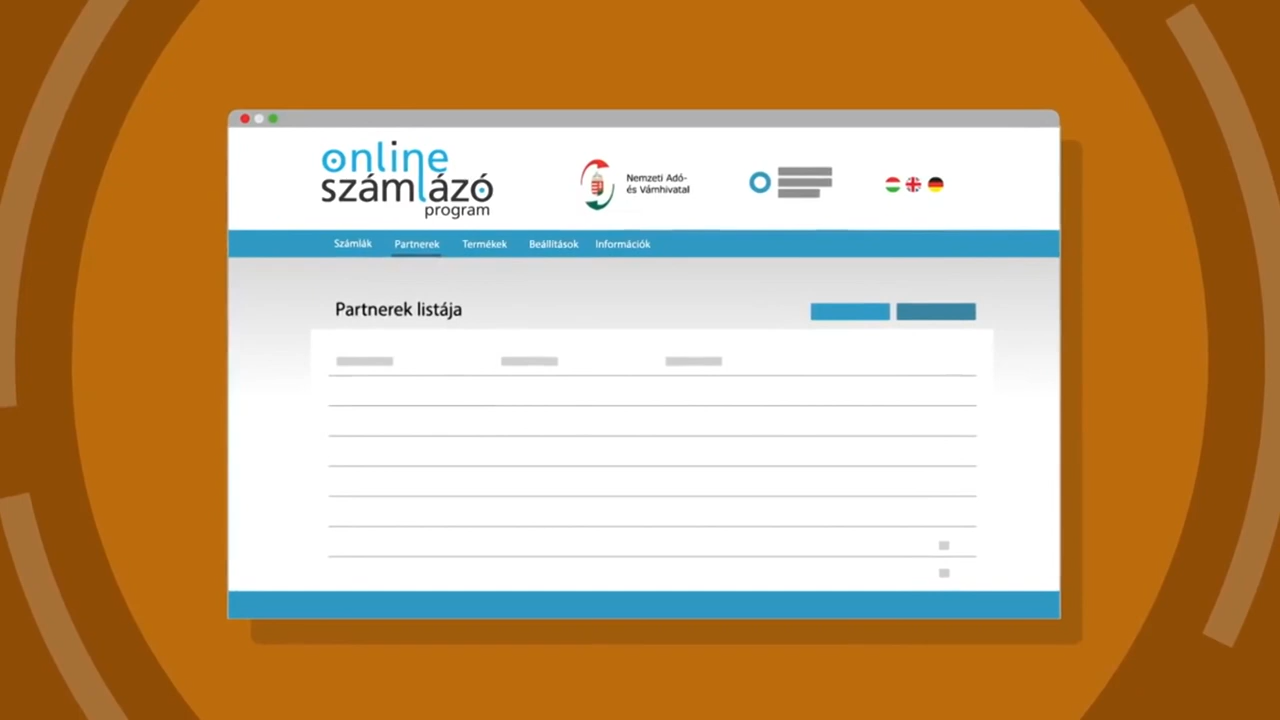 online
számlázó
program
Nemzeti Adó-
és Vámhivatal
Számlák Partnerek Termékek Beállítások Információk
Partnerek listája